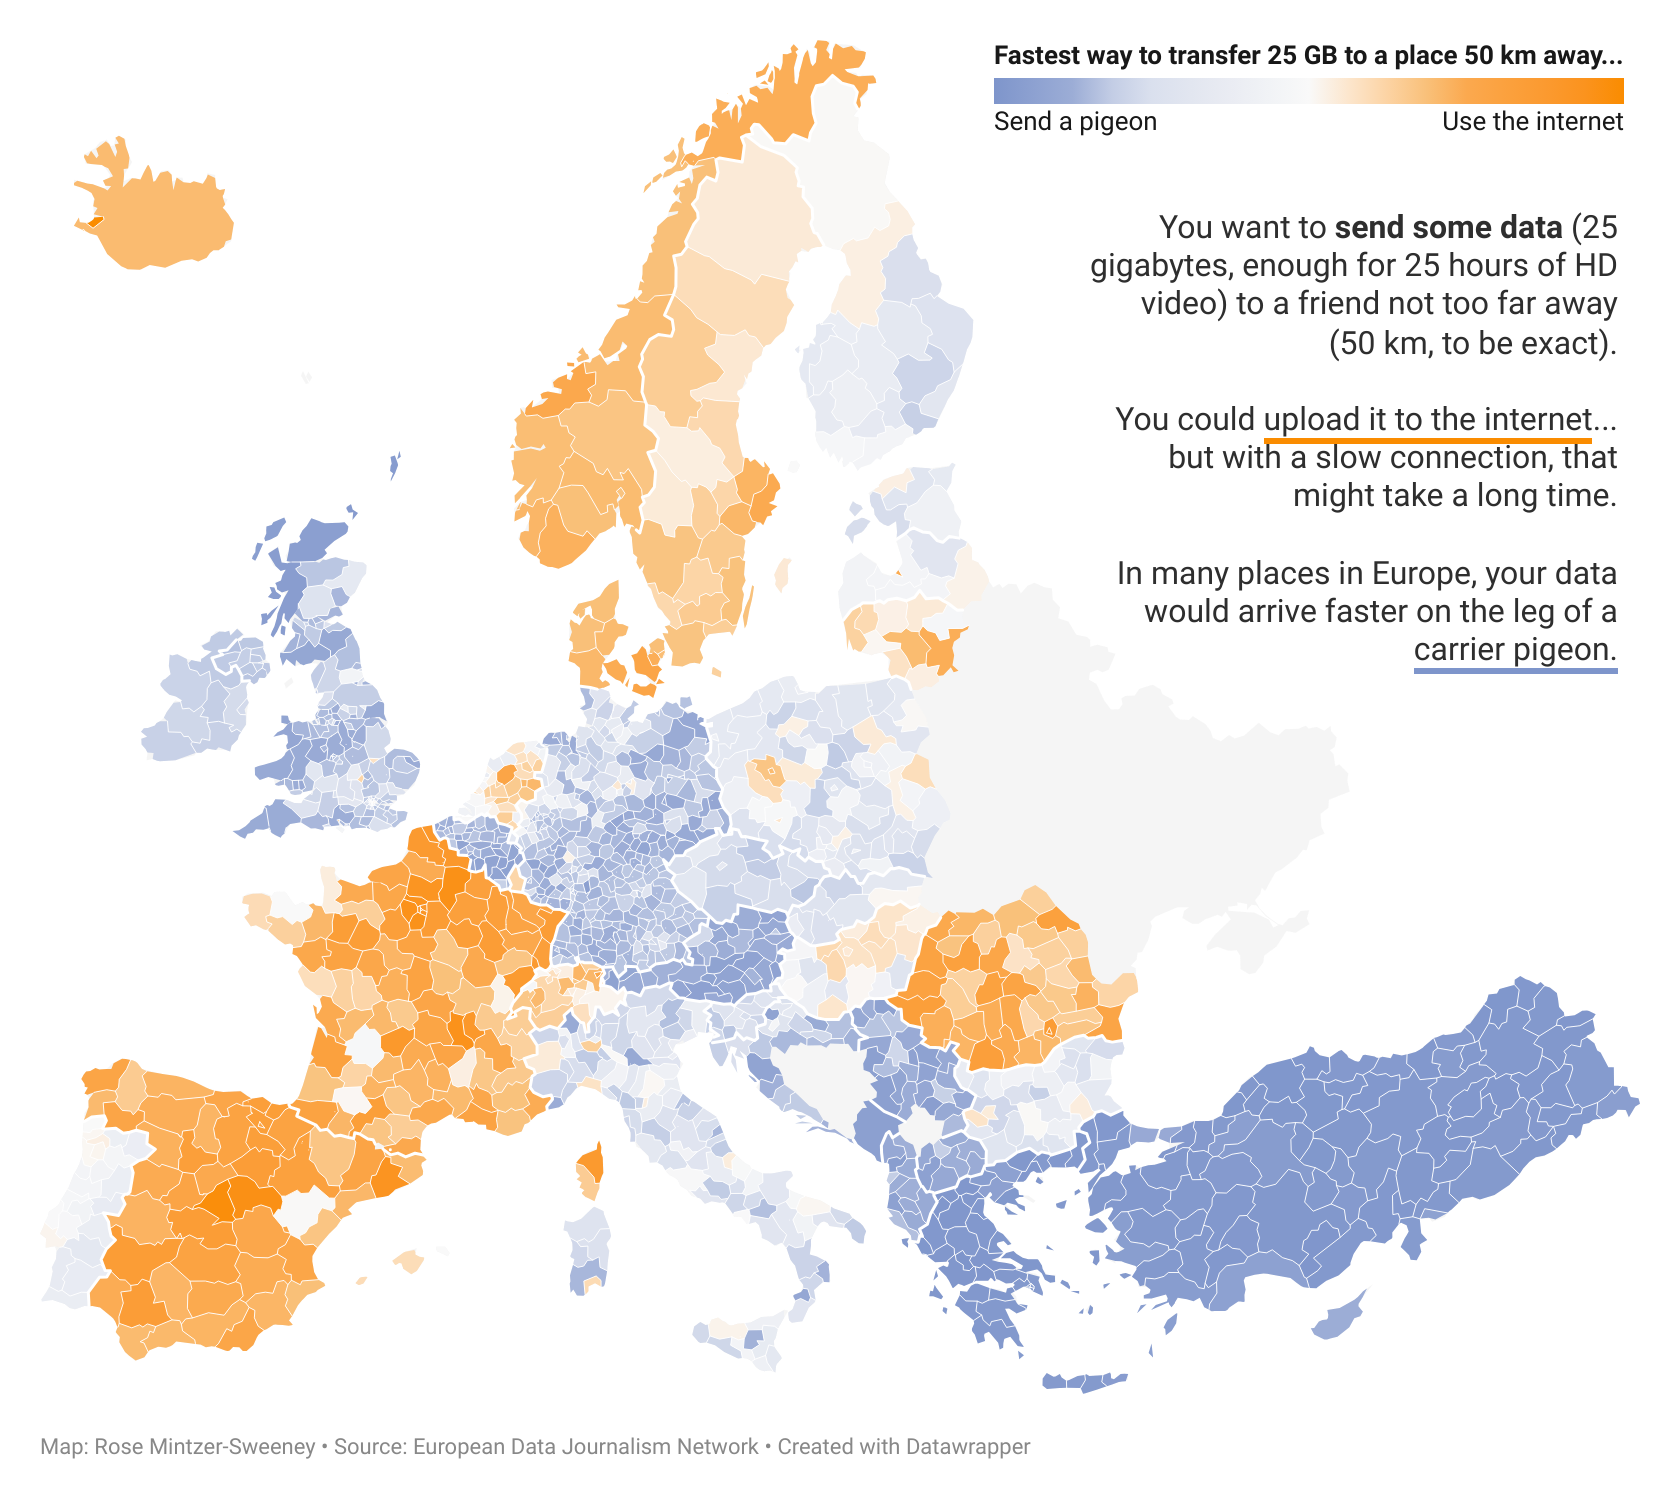 Fastest way to transfer 25 GB to a place 50 km away...
Send a pigeon
Use the internet
You want to send some data (25
gigabytes, enough for 25 hours of HD
video) to a friend not too far away
(50 km, to be exact).
You could upload it to the internet...
but with a slow connection, that
might take a long time.
In many places in Europe, your data
would arrive faster on the leg of a
carrier pigeon.
Map: Rose Mintzer-Sweeney • Source: European Data Journalism Network • Created with Datawrapper